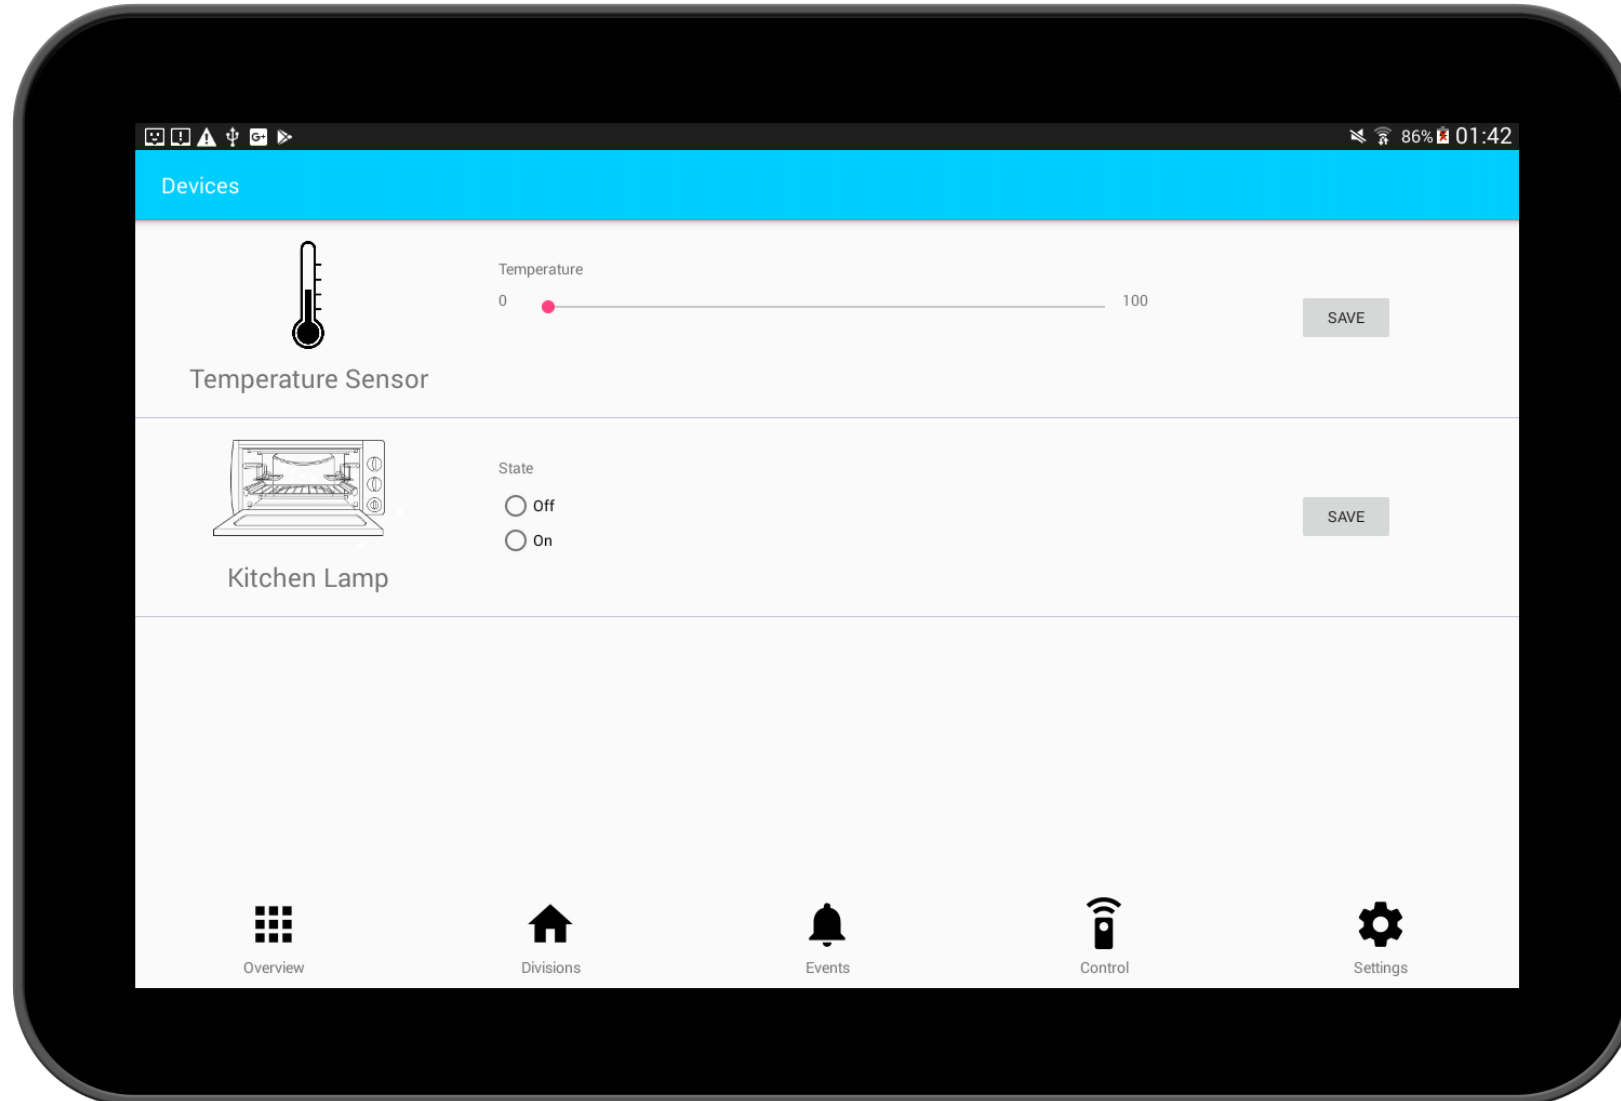 G+ 86% 01:42
Devices
Temperature
0 100
SAVE
Temperature Sensor
State
Off
SAVE
On
Kitchen Lamp
Overview Divisions Events Control Settings